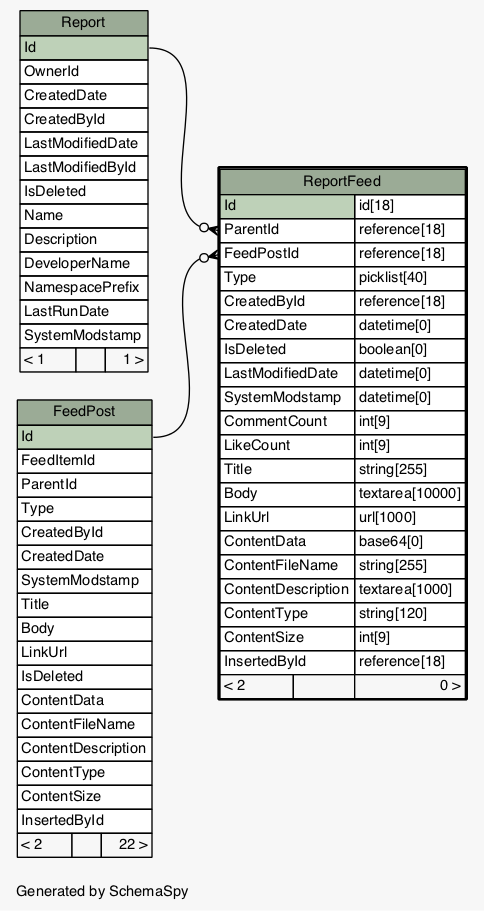 Report
Id
OwnerId
CreatedDate
CreatedById
LastModifiedDate
LastModifiedById
IsDeleted
Name
Description
DeveloperName
NamespacePrefix
LastRunDate
SystemModstamp
< 1 1 >
ReportFeed
Id id[18]
ParentId reference[18]
FeedPostId reference[18]
Type picklist[40]
CreatedById reference[18]
CreatedDate datetime[0]
IsDeleted boolean[0]
LastModifiedDate datetime[0]
SystemModstamp datetime[0]
CommentCount int[9]
LikeCount int[9]
Title string[255]
Body textarea[10000]
LinkUrl url[1000]
ContentData base64[0]
ContentFileName string[255]
ContentDescription textarea[1000]
ContentType string[120]
ContentSize int[9]
InsertedById reference[18]
< 2 0 >
FeedPost
Id
FeedItemId
ParentId
Type
CreatedById
CreatedDate
SystemModstamp
Title
Body
LinkUrl
IsDeleted
ContentData
ContentFileName
ContentDescription
ContentType
ContentSize
InsertedById
< 2 22 >
Generated by SchemaSpy